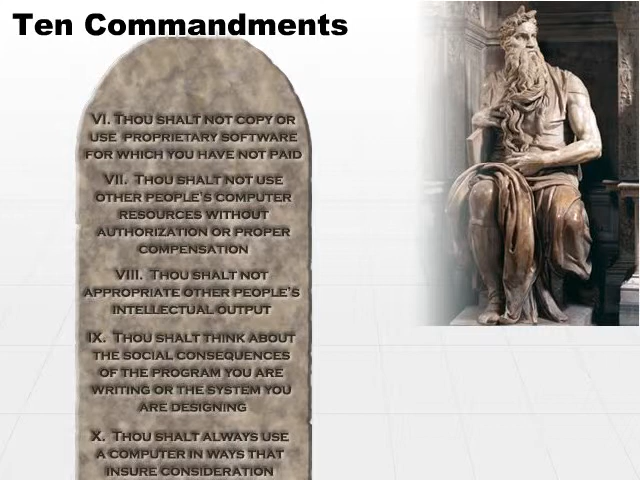 Ten Commandments
VI. Thou shalt not copy or
use proprietary software
for which you have not paid
VII. Thou shalt not use
other people's computer
resources without
authorization or proper
compensation
VIII. Thou shalt not
appropriate other people's
intellectual output
IX. Thou shalt think about
the social consequences
of the program you are
writing or the system you
are designing
X. Thou shalt always use
a computer in ways that
insure consideration